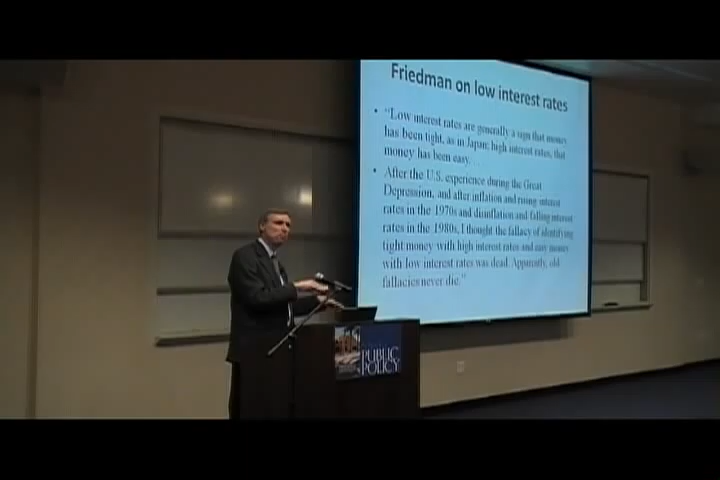 Friedman on low interest rates
• “Low interest rates are generally a sign that money
has been tight, as in Japan; high interest rates, that
money has been easy. . .
• After the U.S. experience during the Great
Depression, and after inflation and rising interest
rates in the 1970s and disinflation and falling interest
rates in the 1980s, I thought the fallacy of identifying
tight money with high interest rates and easy money
with low interest rates was dead. Apparently, old
fallacies never die.”
PUBLIC
POLICY